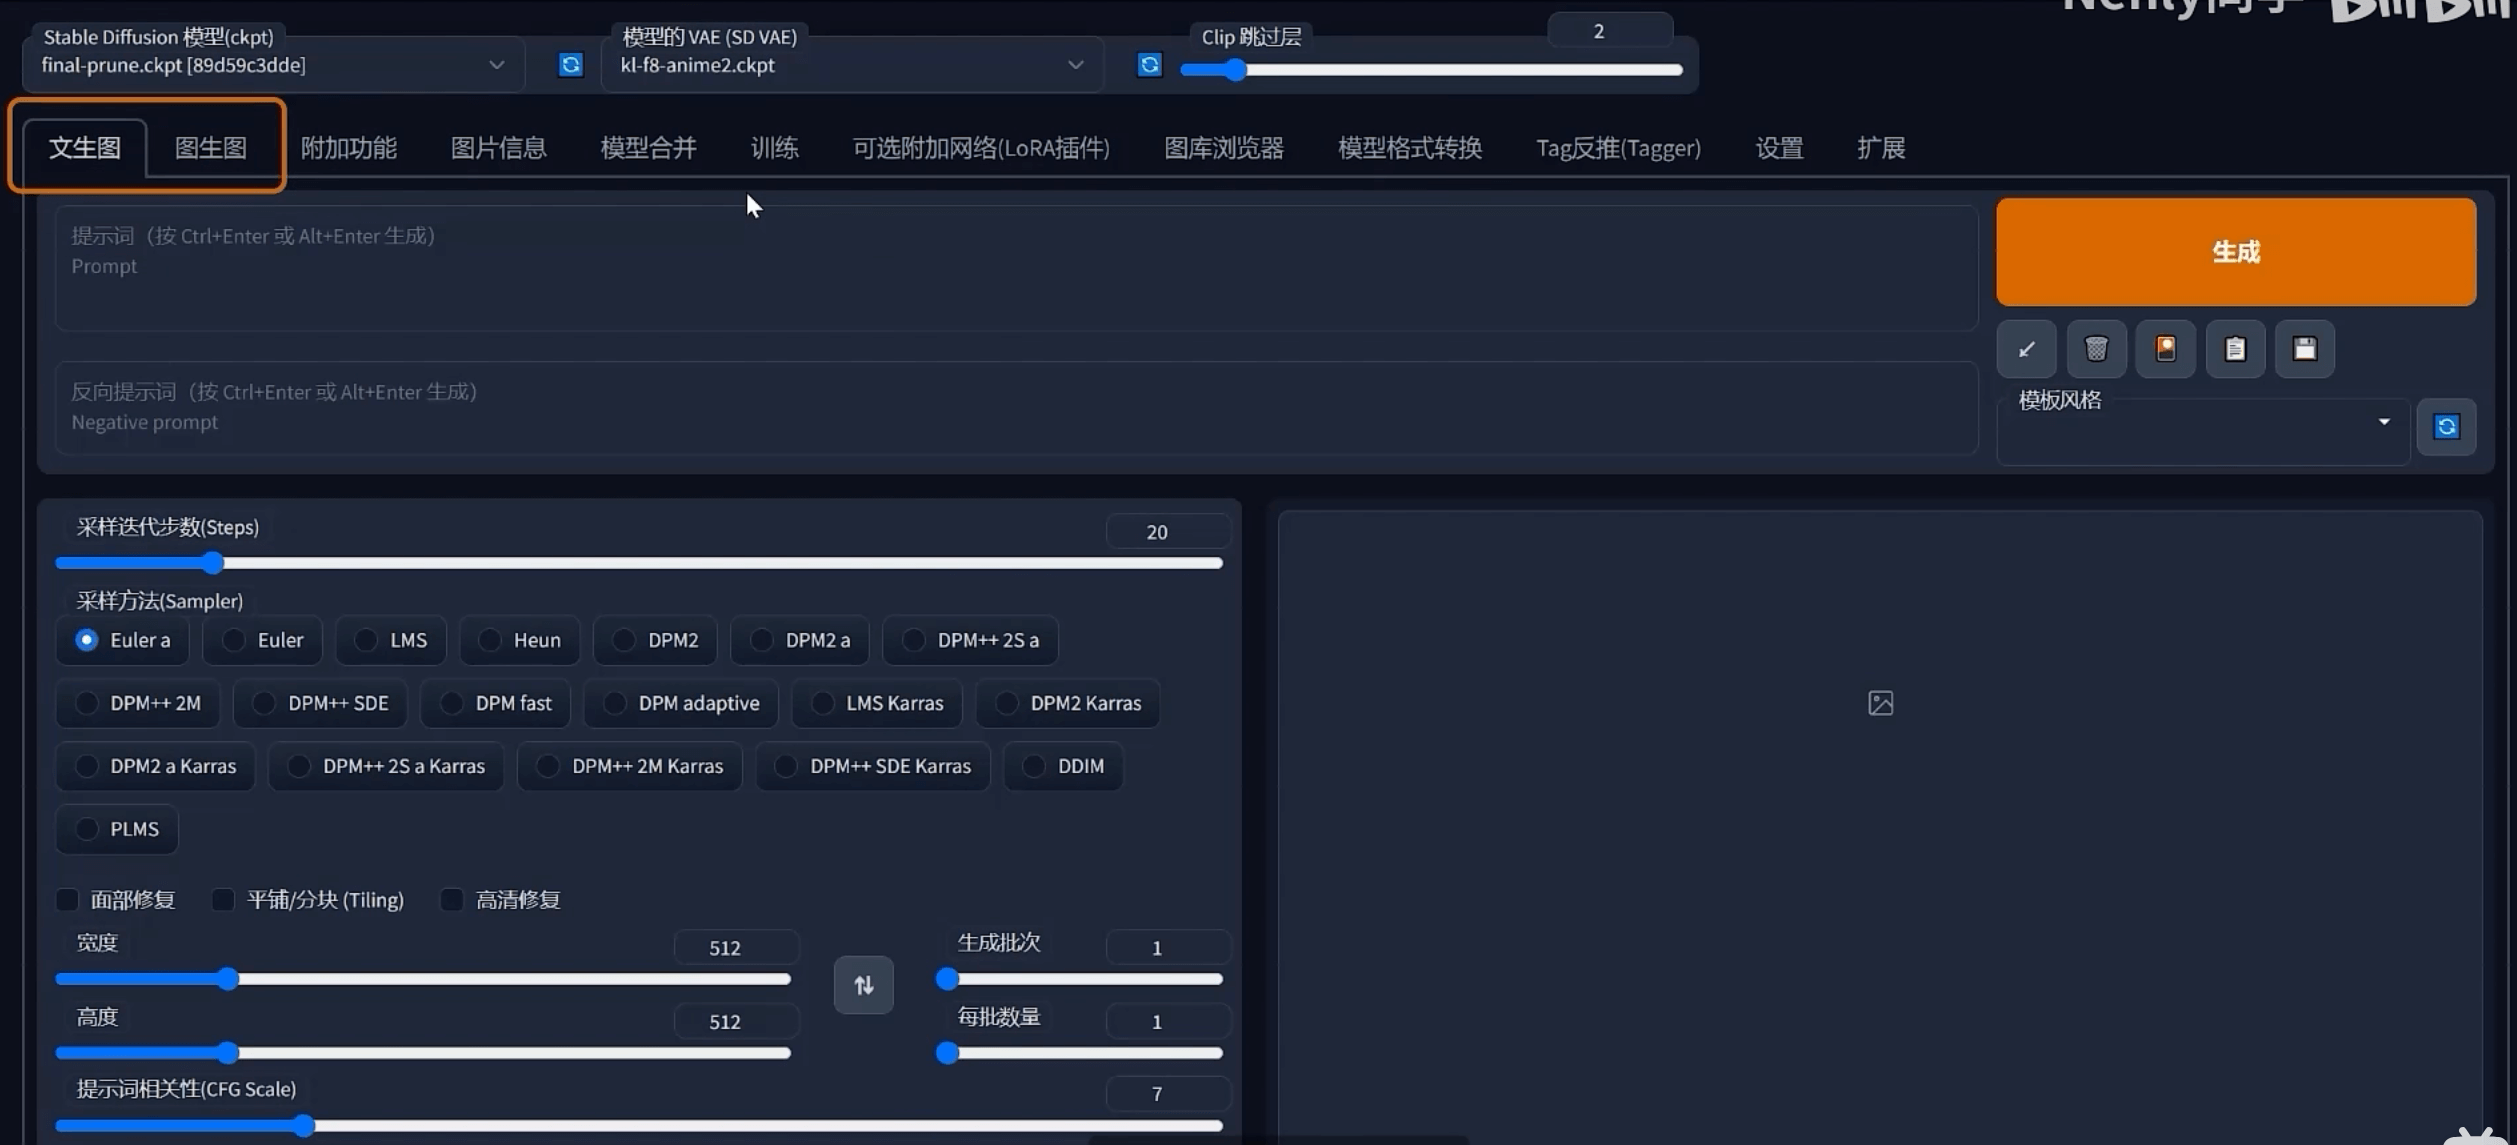 Nenly同学
Stable Diffusion 模型(ckpt)
final-prune.ckpt [89d59c3dde]
模型的 VAE (SD VAE)
kl-f8-anime2.ckpt
Clip 跳过层
2
文生图 图生图 附加功能 图片信息 模型合并 训练 可选附加网络(LoRA插件) 图库浏览器 模型格式转换 Tag反推(Tagger) 设置 扩展
提示词（按 Ctrl+Enter 或 Alt+Enter 生成）
Prompt
生成
反向提示词（按 Ctrl+Enter 或 Alt+Enter 生成）
Negative prompt
模板风格
采样迭代步数(Steps)
20
采样方法(Sampler)
Euler a Euler LMS Heun DPM2 DPM2 a DPM++ 2S a
DPM++ 2M DPM++ SDE DPM fast DPM adaptive LMS Karras DPM2 Karras
DPM2 a Karras DPM++ 2S a Karras DPM++ 2M Karras DPM++ SDE Karras DDIM
PLMS
面部修复 平铺/分块 (Tiling) 高清修复
宽度
512
生成批次
1
高度
512
每批数量
1
提示词相关性(CFG Scale)
7